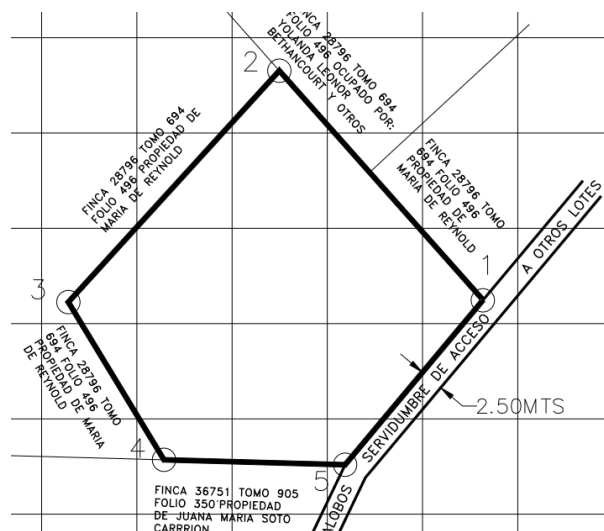 FINCA 28796 TOMO 694
FOLIO 496 OCUPADO POR:
YOLANDA LEONOR
BETHANCOURT Y OTROS
2
FINCA 28796 TOMO 694
FOLIO 496 PROPIEDAD DE
MARIA DE REYNOLD
FINCA 28796 TOMO
694 FOLIO 496
PROPIEDAD DE
MARIA DE REYNOLD
1
A OTROS LOTES
3
FINCA 28796 TOMO
694 FOLIO 496
PROPIEDAD DE MARIA
DE REYNOLD
SERVIDUMBRE DE ACCESO
2.50MTS
4
5
FINCA 36751 TOMO 905
FOLIO 350 PROPIEDAD
DE JUANA MARIA SOTO
CARRRION